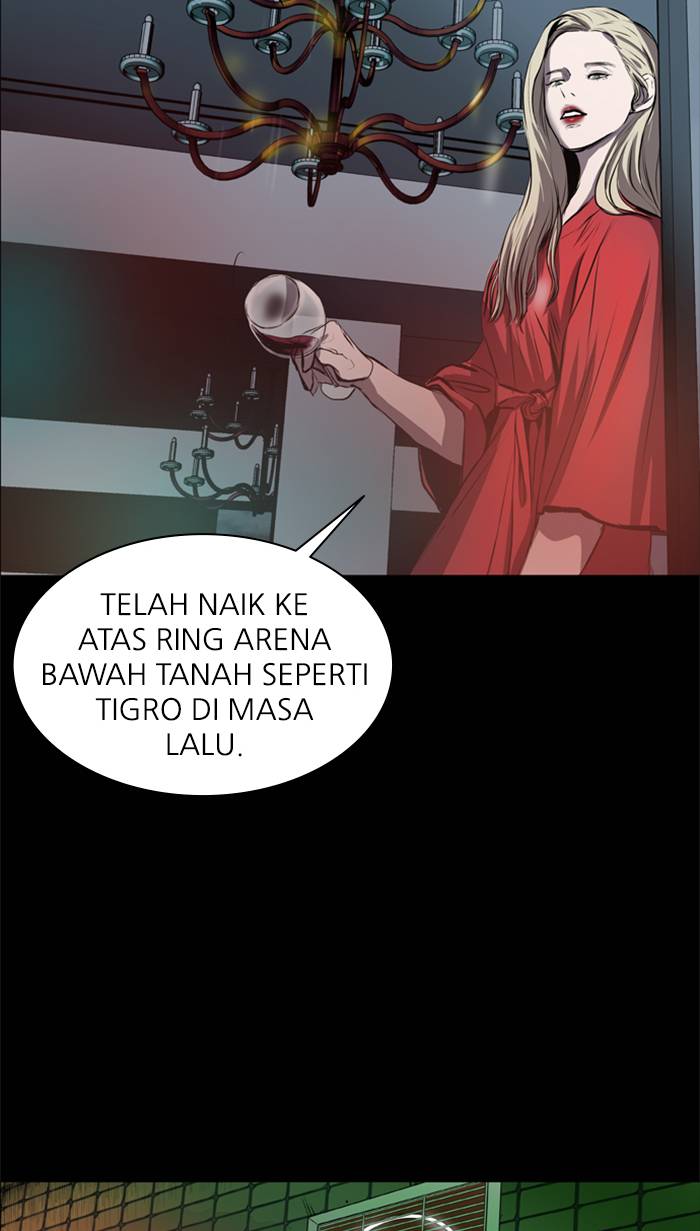 TELAH NAIK KE
ATAS RING ARENA
BAWAH TANAH SEPERTI
TIGRO DI MASA
LALU.